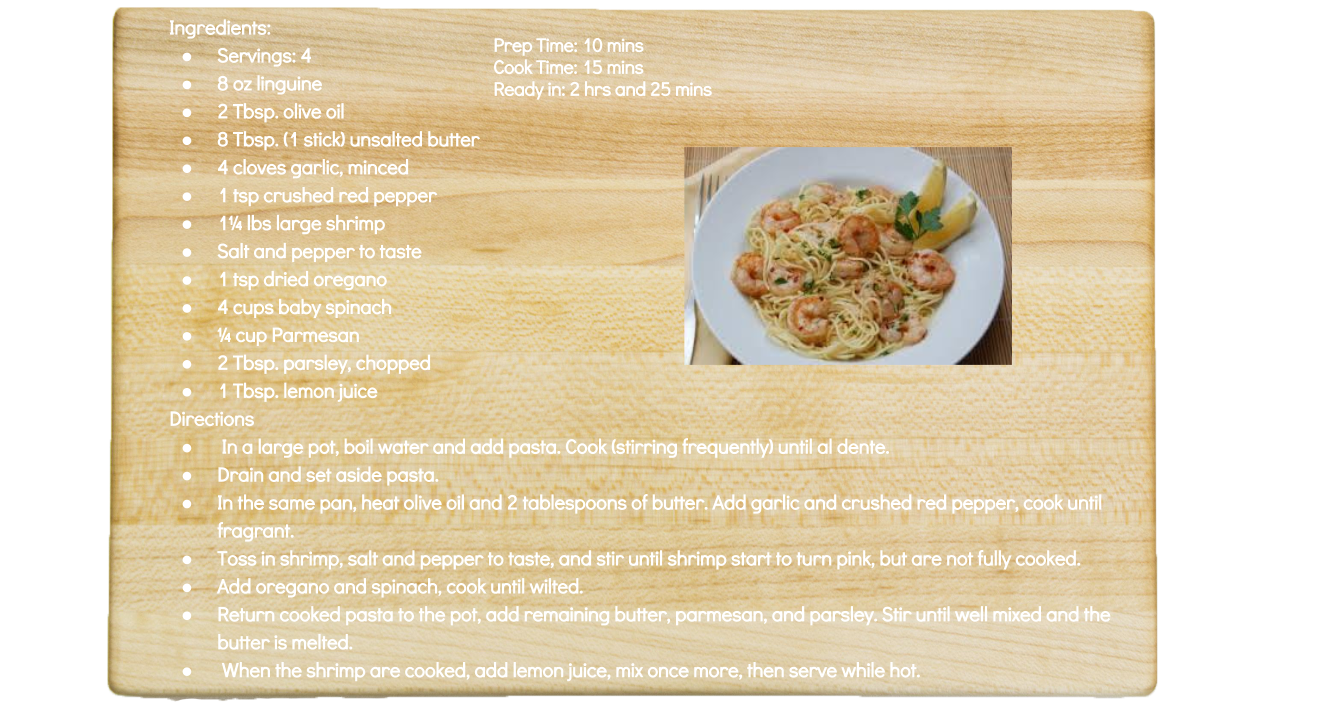 Ingredients:
● Servings: 4
● 8 oz linguine
● 2 Tbsp. olive oil
● 8 Tbsp. (1 stick) unsalted butter
● 4 cloves garlic, minced
● 1 tsp crushed red pepper
● 1¼ lbs large shrimp
● Salt and pepper to taste
● 1 tsp dried oregano
● 4 cups baby spinach
● ¼ cup Parmesan
● 2 Tbsp. parsley, chopped
● 1 Tbsp. lemon juice
Prep Time: 10 mins
Cook Time: 15 mins
Ready in: 2 hrs and 25 mins
Directions
● In a large pot, boil water and add pasta. Cook (stirring frequently) until al dente.
● Drain and set aside pasta.
● In the same pan, heat olive oil and 2 tablespoons of butter. Add garlic and crushed red pepper, cook until
fragrant.
● Toss in shrimp, salt and pepper to taste, and stir until shrimp start to turn pink, but are not fully cooked.
● Add oregano and spinach, cook until wilted.
● Return cooked pasta to the pot, add remaining butter, parmesan, and parsley. Stir until well mixed and the
butter is melted.
● When the shrimp are cooked, add lemon juice, mix once more, then serve while hot.